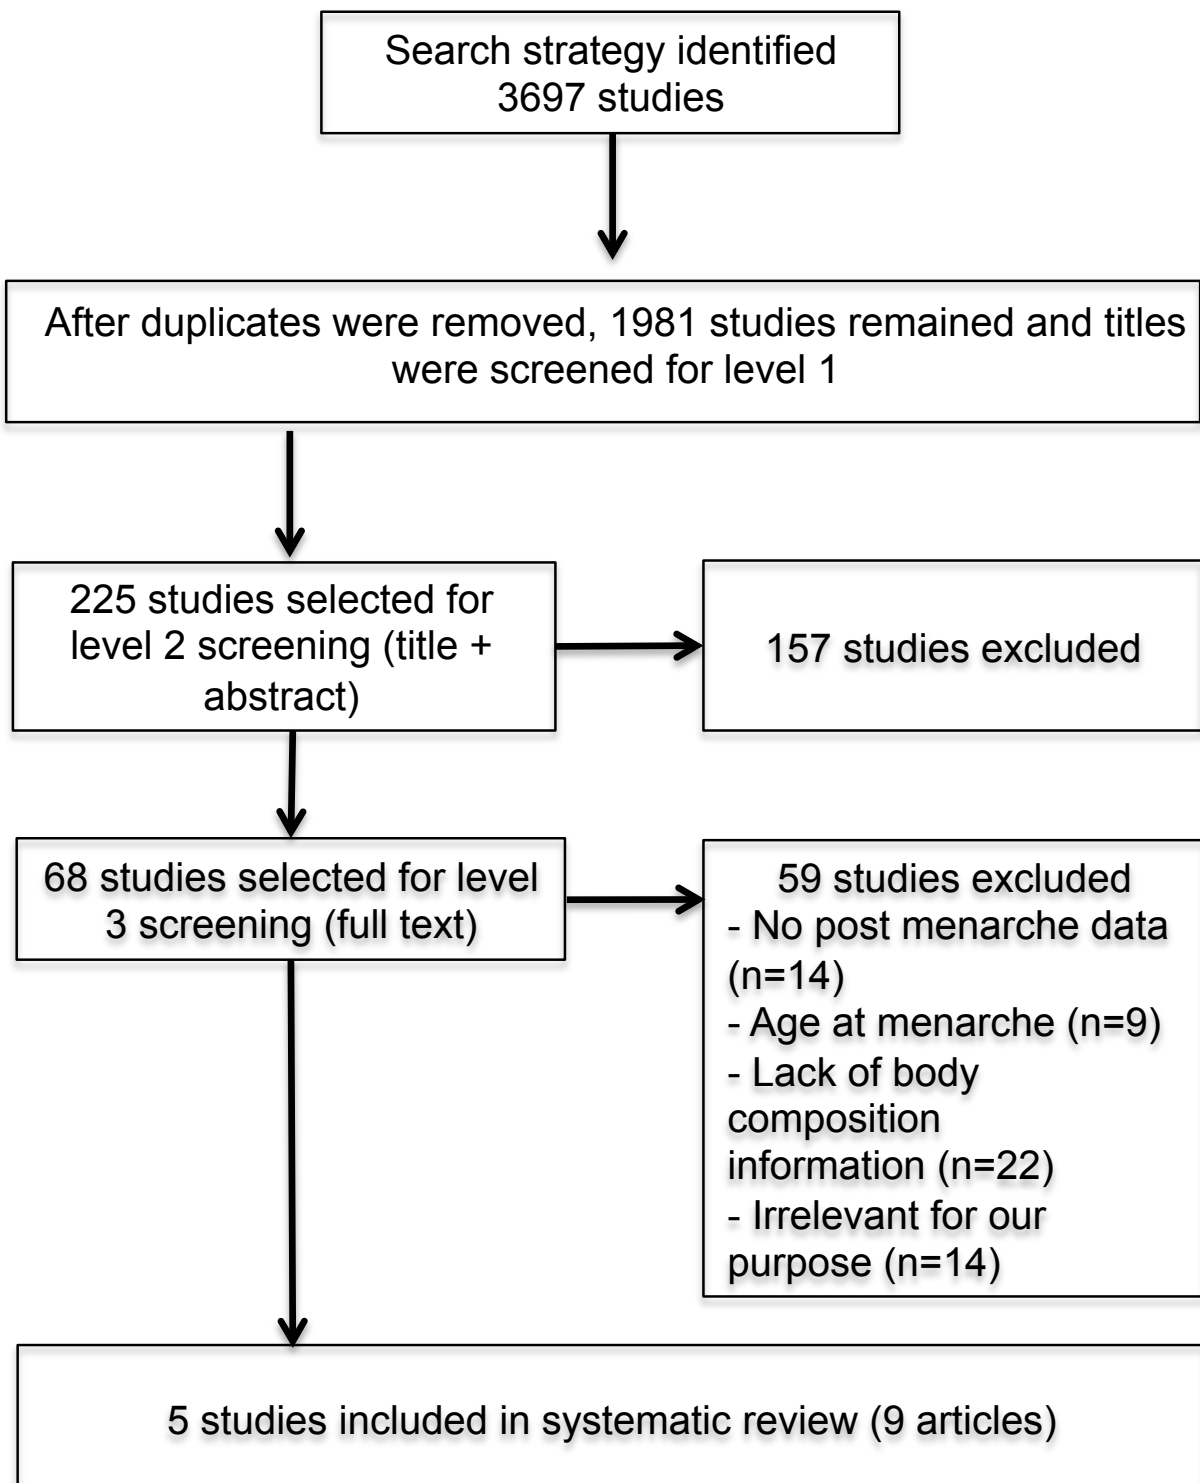 Search strategy identified
3697 studies
After duplicates were removed, 1981 studies remained and titles
were screened for level 1
225 studies selected for
level 2 screening (title +
abstract)
157 studies excluded
68 studies selected for level
3 screening (full text)
59 studies excluded
- No post menarche data
(n=14)
- Age at menarche (n=9)
- Lack of body
composition
information (n=22)
- Irrelevant for our
purpose (n=14)
5 studies included in systematic review (9 articles)